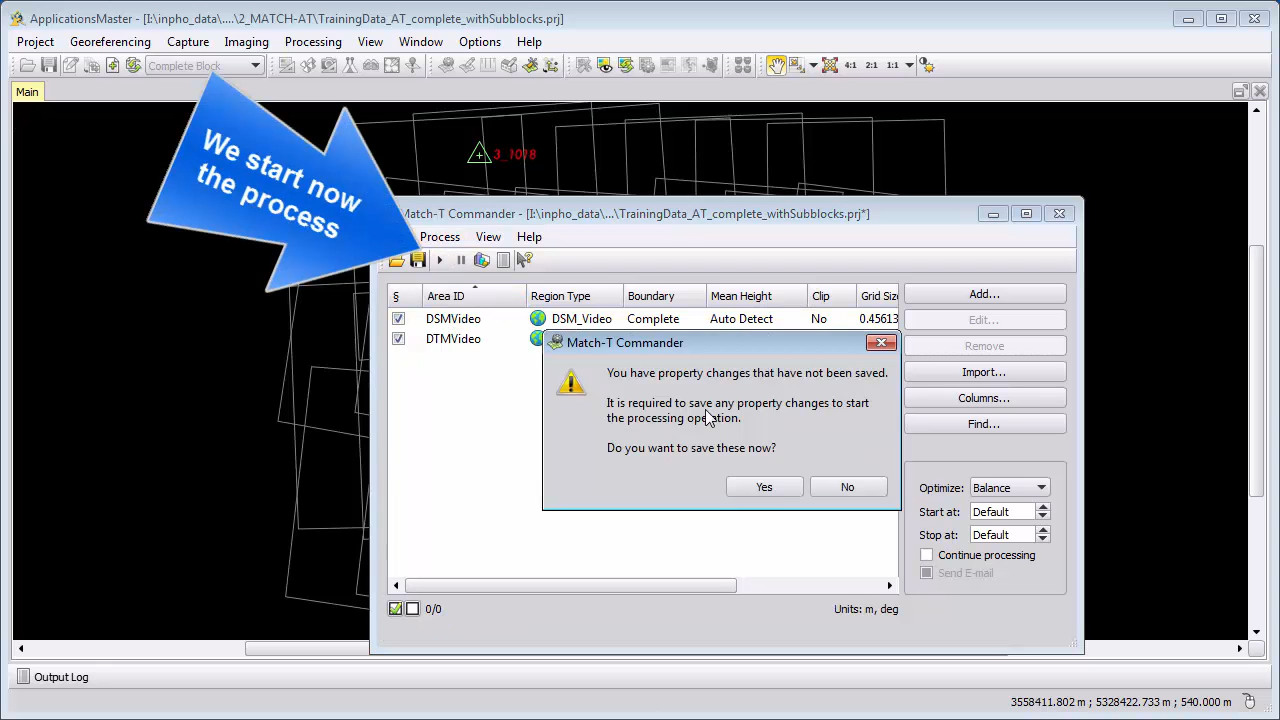 ApplicationsMaster - [I:\inpho_data\....\2_MATCH-AT\TrainingData_AT_complete_withSubblocks.prj]
Project Georeferencing Capture Imaging Processing View Window Options Help
Complete Block 4:1 2:1 1:1
Main
We start now
the process
3_1078
Match-T Commander - [I:\inpho_data\...\TrainingData_AT_complete_withSubblocks.prj*]
Process View Help
§ Area ID Region Type Boundary Mean Height Clip Grid Size
DSMVideo DSM_Video Complete Auto Detect No 0.45613
DTMVideo
Add...
Edit...
Remove
Import...
Columns...
Find...
Match-T Commander
You have property changes that have not been saved.
It is required to save any property changes to start
the processing operation.
Do you want to save these now?
Yes No
Optimize: Balance
Start at: Default
Stop at: Default
Continue processing
Send E-mail
0/0 Units: m, deg
Output Log
3558411.802 m ; 5328422.733 m ; 540.000 m